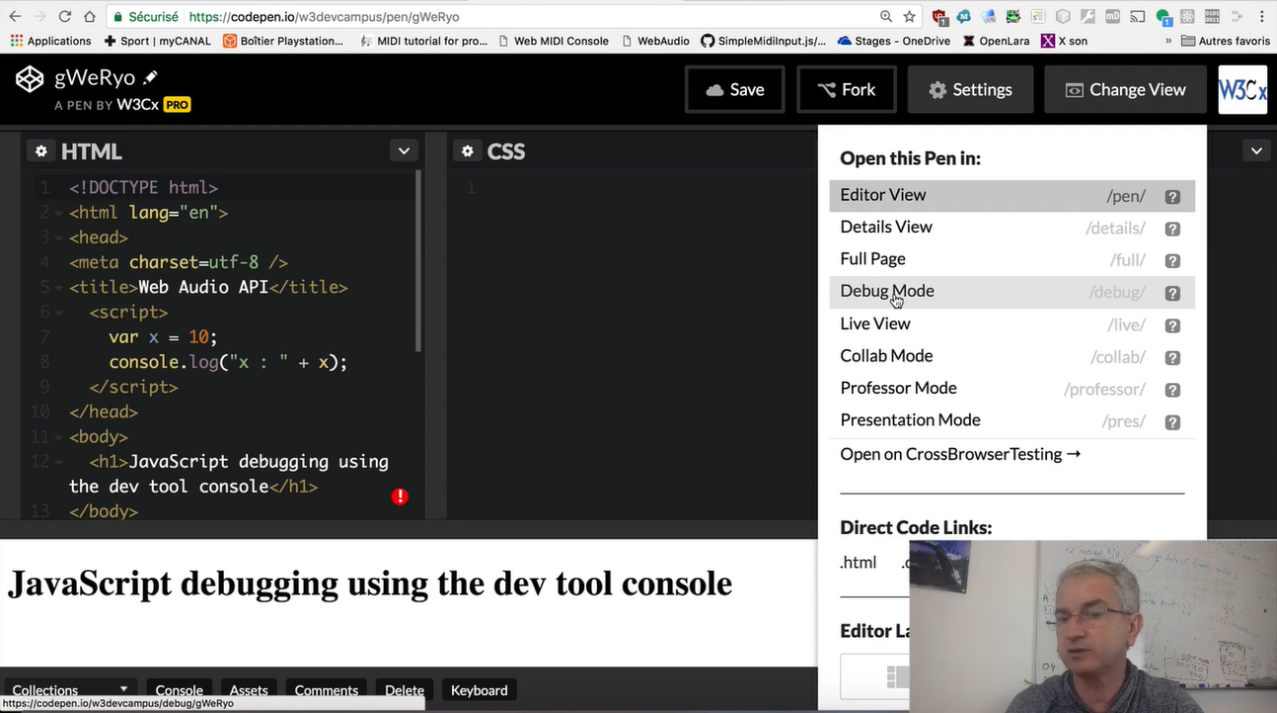 Sécurisé https://codepen.io/w3devcampus/pen/gWeRyo
Applications Sport | myCANAL Boîtier Playstation... MIDI tutorial for pro... Web MIDI Console WebAudio SimpleMidiInput.js/... Stages - OneDrive OpenLara X son » Autres favoris
gWeRyo
A PEN BY W3Cx PRO
Save Fork Settings Change View W3Cx
HTML
1 <!DOCTYPE html>
2 <html lang="en">
3 <head>
4 <meta charset=utf-8 />
5 <title>Web Audio API</title>
6 <script>
7 var x = 10;
8 console.log("x : " + x);
9 </script>
10 </head>
11 <body>
12 <h1>JavaScript debugging using
the dev tool console</h1>
13 </body>
CSS
1
Open this Pen in:
Editor View /pen/ ?
Details View /details/ ?
Full Page /full/ ?
Debug Mode /debug/ ?
Live View /live/ ?
Collab Mode /collab/ ?
Professor Mode /professor/ ?
Presentation Mode /pres/ ?
Open on CrossBrowserTesting →
Direct Code Links:
.html
Editor La
JavaScript debugging using the dev tool console
Collections Console Assets Comments Delete Keyboard
https://codepen.io/w3devcampus/debug/gWeRyo